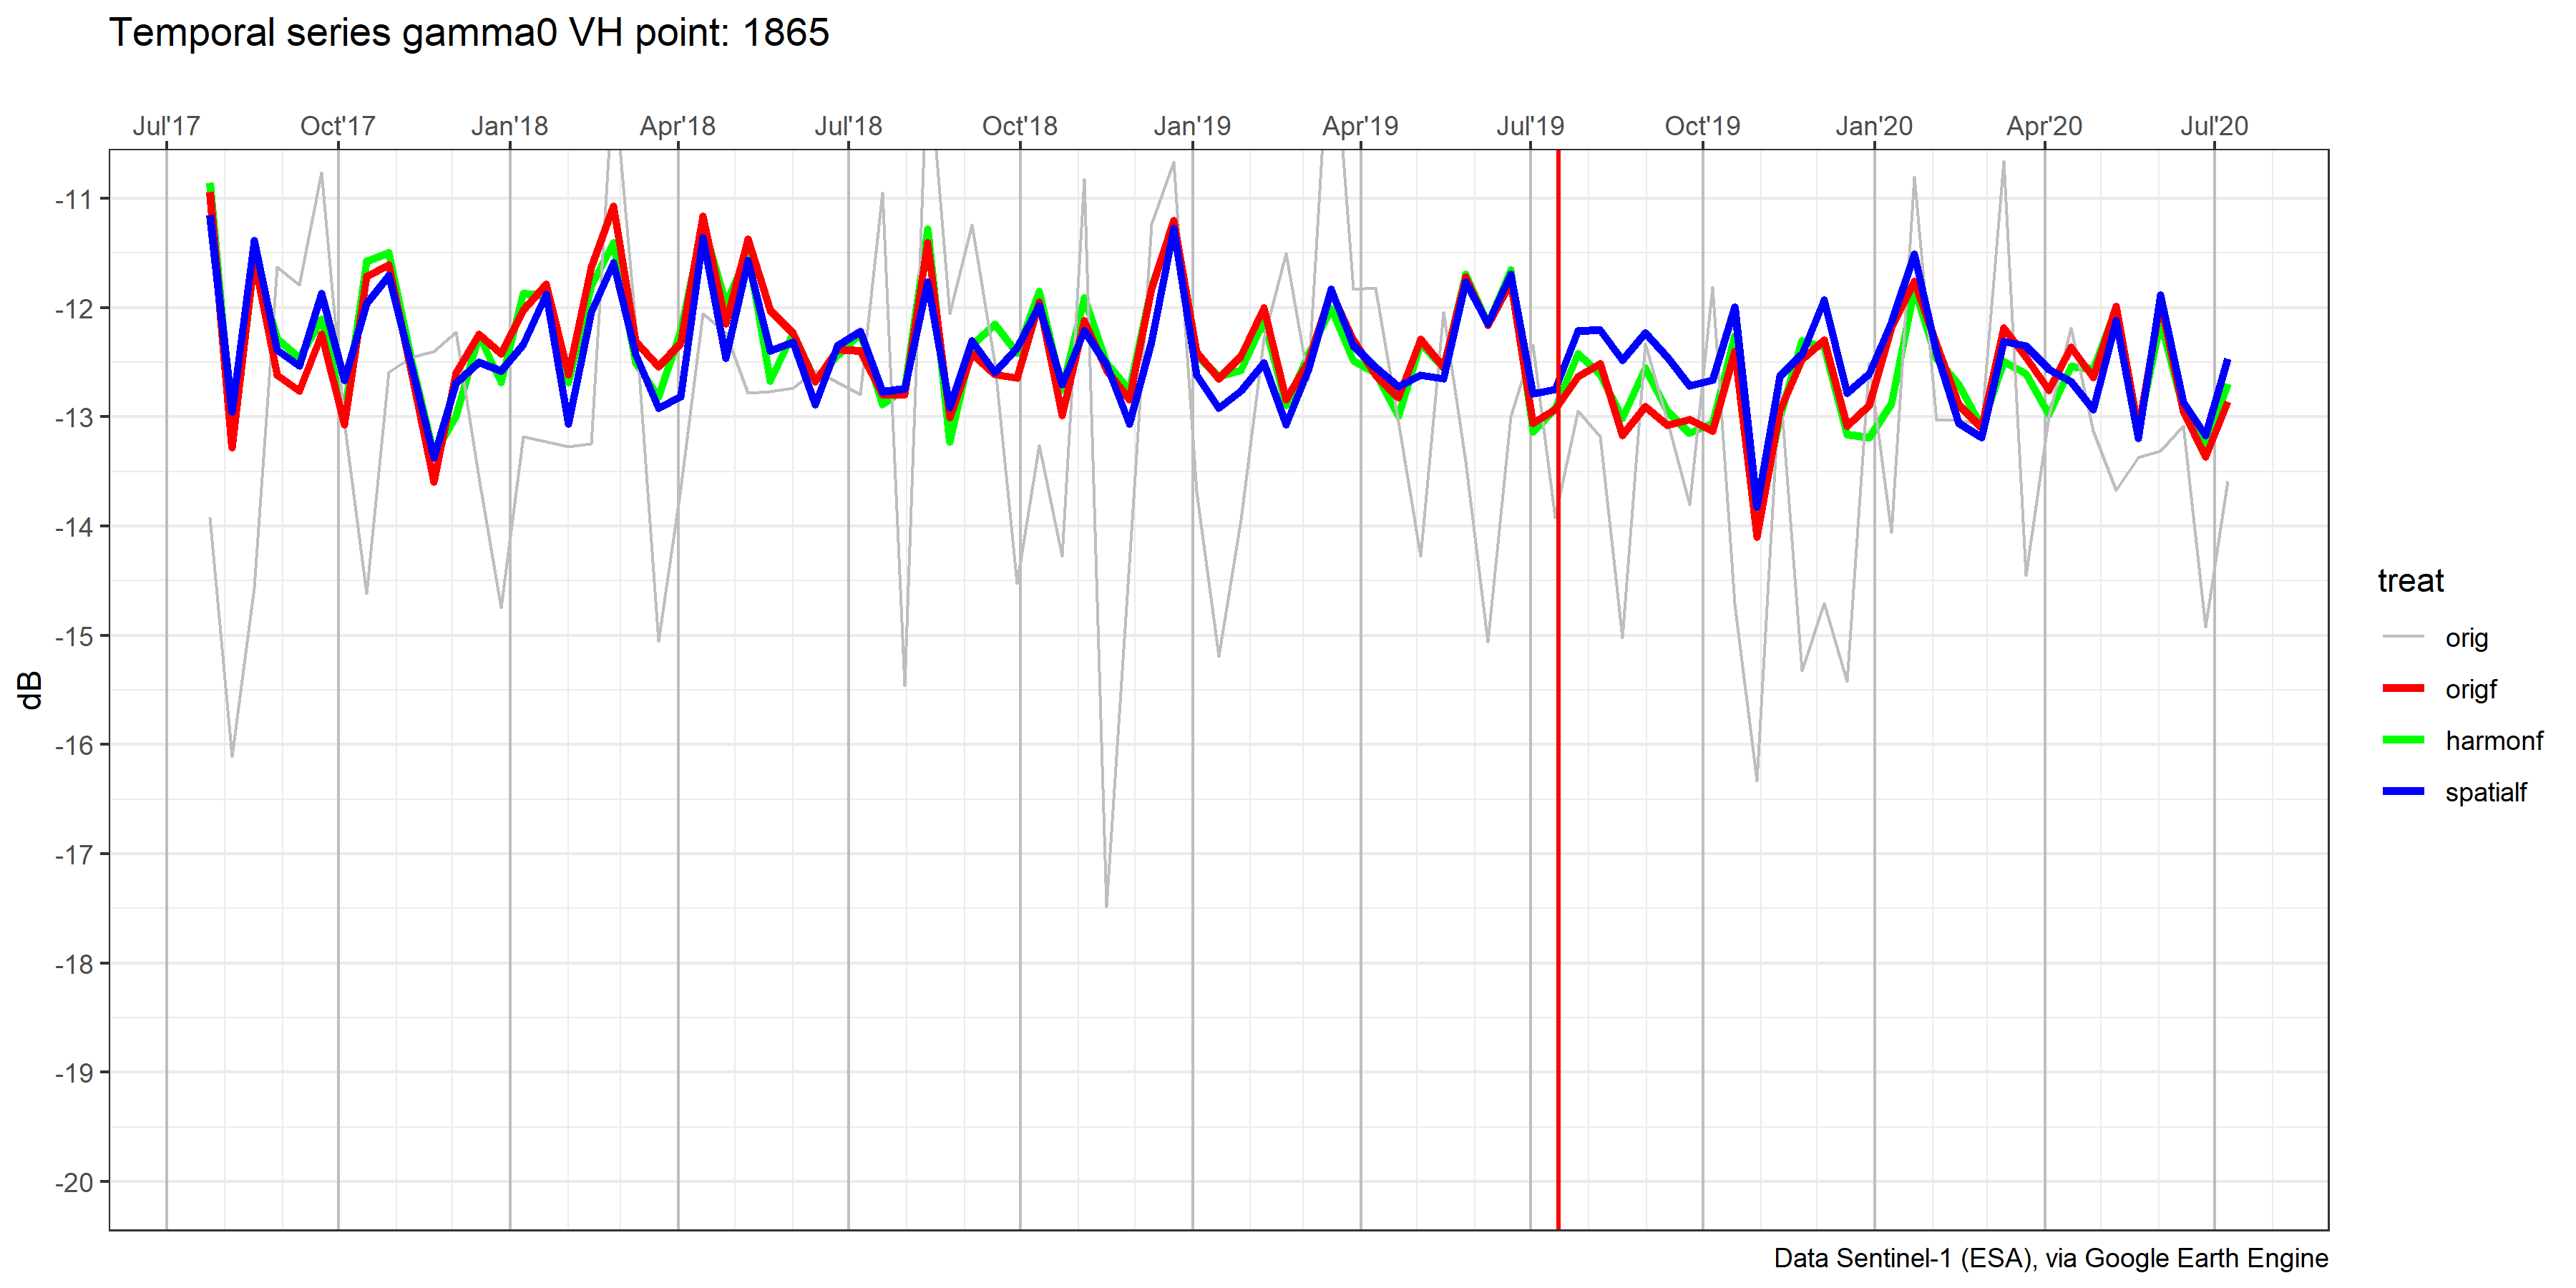 Temporal series gamma0 VH point: 1865
Jul'17 Oct'17 Jan'18 Apr'18 Jul'18 Oct'18 Jan'19 Apr'19 Jul'19 Oct'19 Jan'20 Apr'20 Jul'20
-11
-12
-13
-14
-15
-16
-17
-18
-19
-20
dB
treat
orig
origf
harmonf
spatialf
Data Sentinel-1 (ESA), via Google Earth Engine